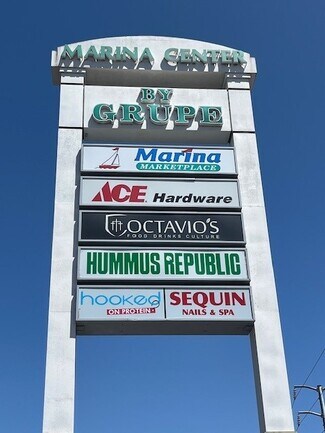 MARINA CENTER
BY
GRUPE
Marina
MARKETPLACE
ACE Hardware
OCTAVIO'S
FOOD DRINKS CULTURE
HUMMUS REPUBLIC
hooked
ON PROTEIN
SEQUIN
NAILS & SPA